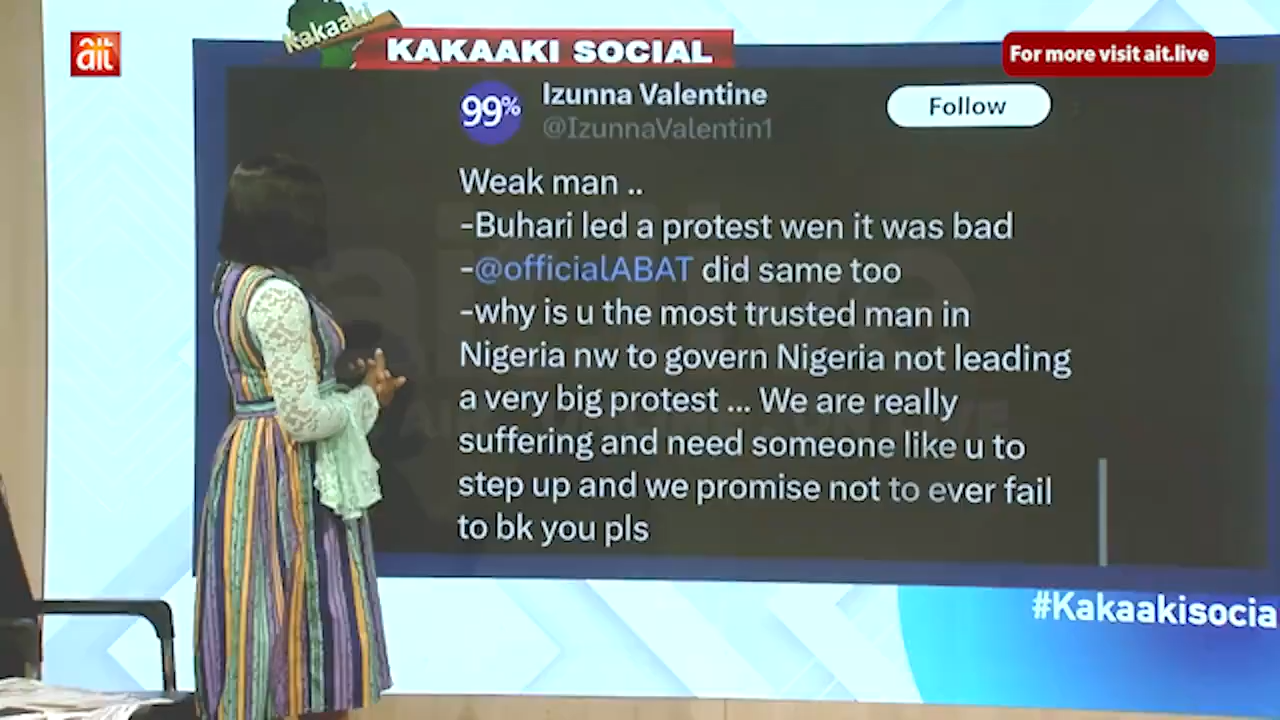 ait
Kakaaki
KAKAAKI SOCIAL
For more visit ait.live
99%
Izunna Valentine
@IzunnaValentin1
Follow
Weak man ..
-Buhari led a protest wen it was bad
-@officialABAT did same too
-why is u the most trusted man in
Nigeria nw to govern Nigeria not leading
a very big protest ... We are really
suffering and need someone like u to
step up and we promise not to ever fail
to bk you pls
#Kakaakisocia